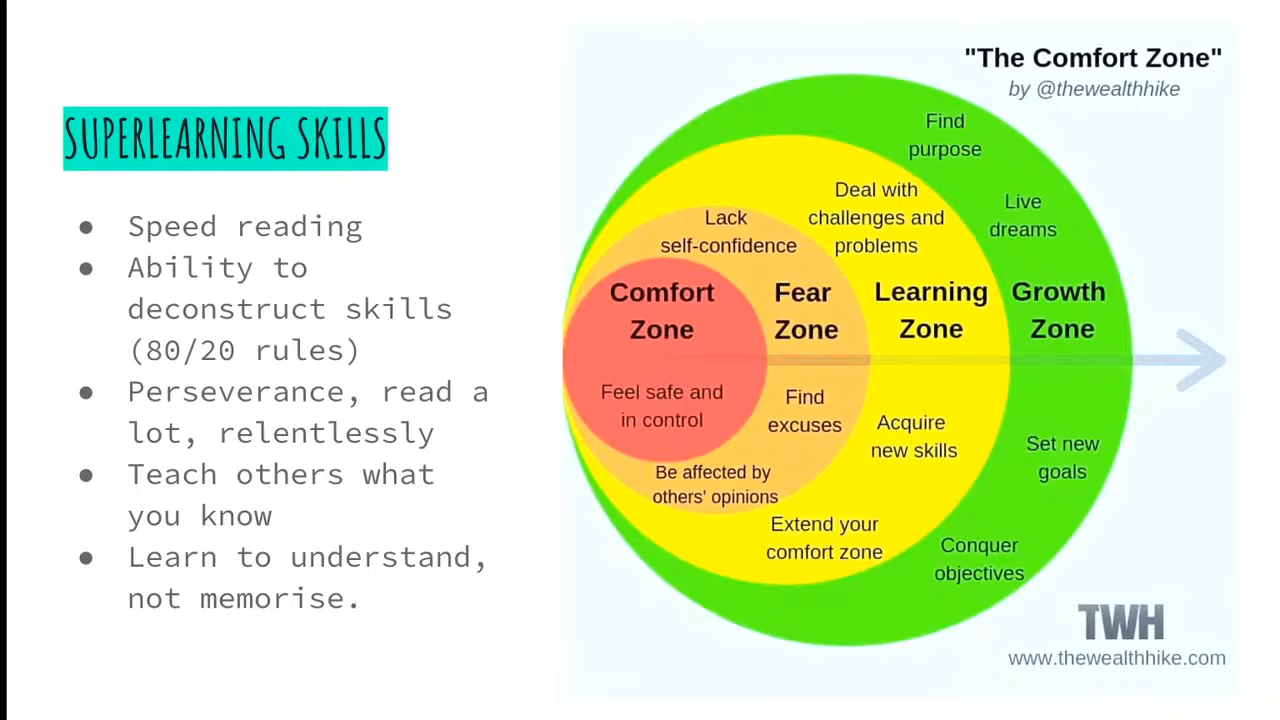 SUPERLEARNING SKILLS
● Speed reading
● Ability to
deconstruct skills
(80/20 rules)
● Perseverance, read a
lot, relentlessly
● Teach others what
you know
● Learn to understand,
not memorise.
"The Comfort Zone"
by @thewealthhike
Comfort
Zone
Feel safe and
in control
Fear
Zone
Lack
self-confidence
Find
excuses
Be affected by
others' opinions
Learning
Zone
Deal with
challenges and
problems
Acquire
new skills
Extend your
comfort zone
Growth
Zone
Find
purpose
Live
dreams
Set new
goals
Conquer
objectives
TWH
www.thewealthhike.com